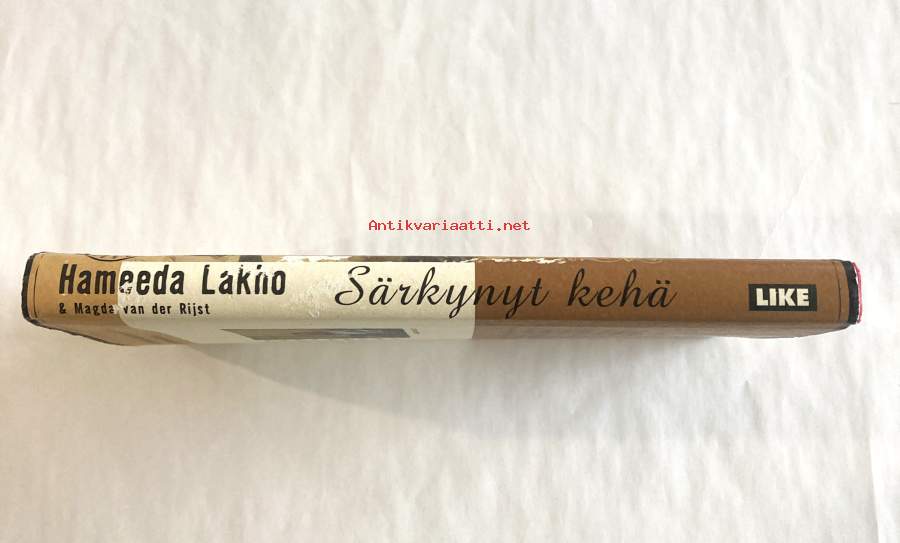 Antikvariaatti.net
Hameeda Lakho
& Magda van der Rijst
Särkynyt kehä
LIKE